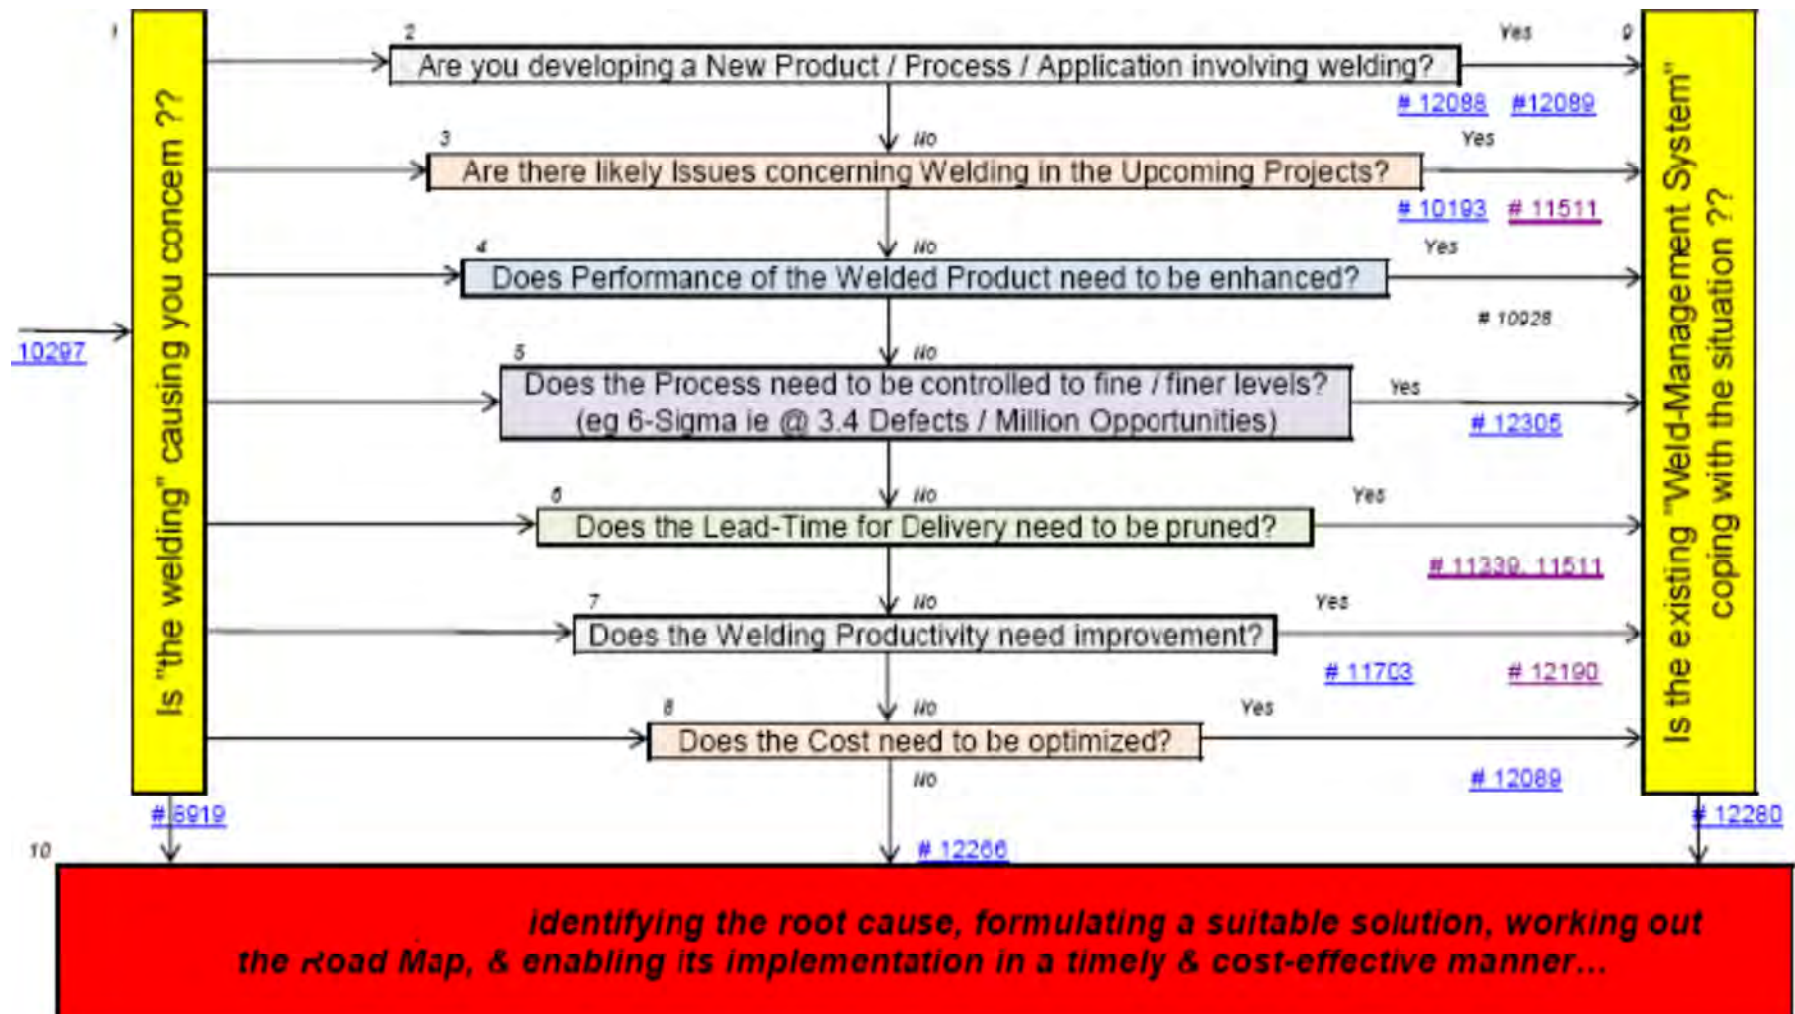 1
Is "the welding" causing you concern ??
10297
2
Are you developing a New Product / Process / Application involving welding?
Yes
# 12088 #12089
No
3
Are there likely Issues concerning Welding in the Upcoming Projects?
Yes
# 10193 # 11511
No
4
Does Performance of the Welded Product need to be enhanced?
Yes
# 10928
No
5
Does the Process need to be controlled to fine / finer levels?
(eg 6-Sigma ie @ 3.4 Defects / Million Opportunities)
Yes
# 12305
No
6
Does the Lead-Time for Delivery need to be pruned?
Yes
# 11339, 11511
No
7
Does the Welding Productivity need improvement?
Yes
# 11703 # 12190
No
8
Does the Cost need to be optimized?
Yes
# 12089
No
9
Is the existing "Weld-Management System"
coping with the situation ??
# 8919
# 12266
# 12280
10
identifying the root cause, formulating a suitable solution, working out
the Road Map, & enabling its implementation in a timely & cost-effective manner...